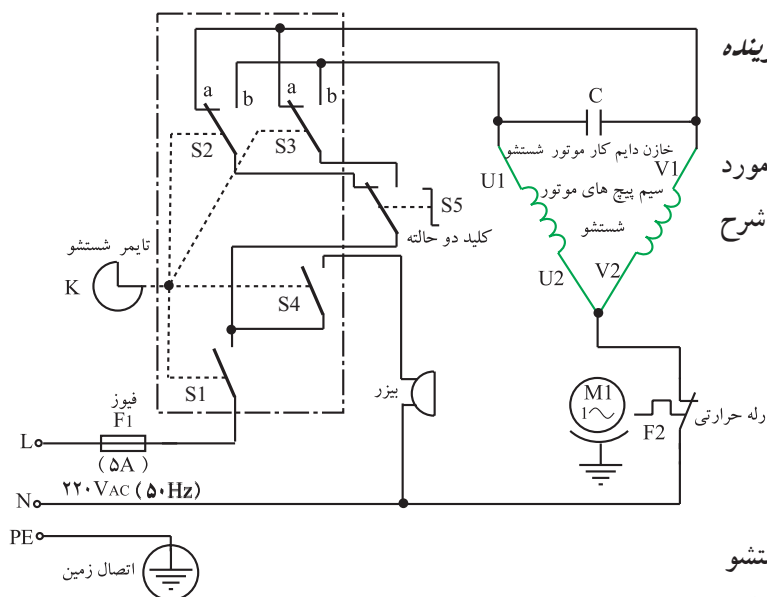 a
b
a
b
S2
S3
C
خازن دایم کار موتور شستشو
U1
V1
سیم پیچ های موتور
شستشو
U2
V2
S5
کلید دو حالته
مورد
شرح
تایمر شستشو
K
S4
S1
بیزر
M1
1
F2
رله حرارتی
فیوز
F1
L
(۵A)
N
۲۲۰VAC (۵۰Hz)
PE
اتصال زمین